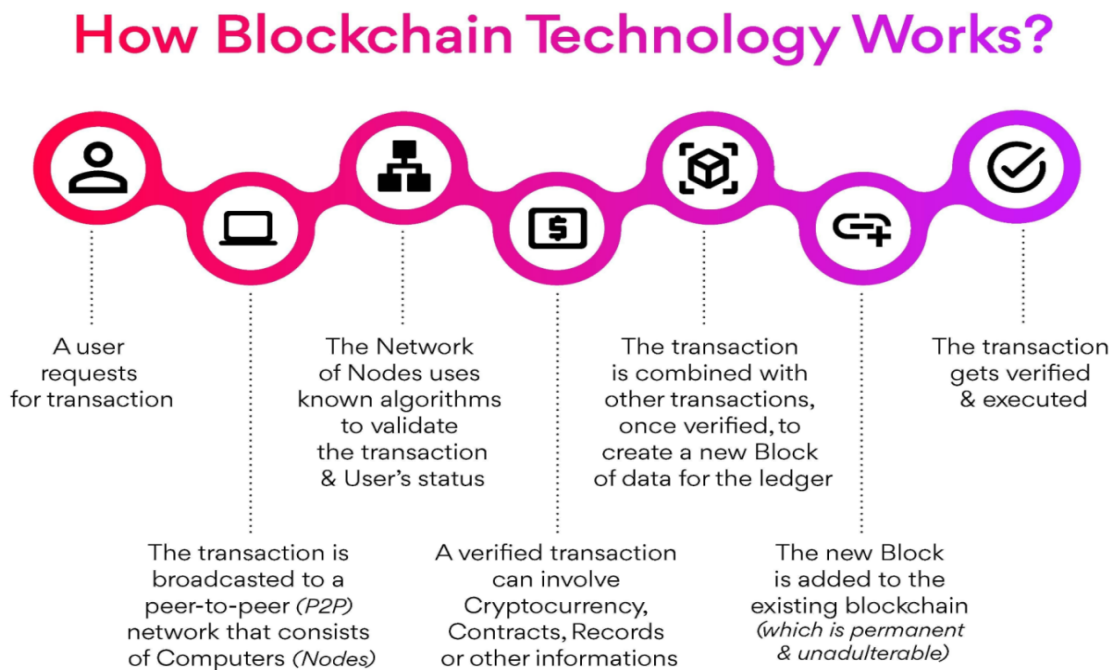 How Blockchain Technology Works?
A user
requests
for transaction
The transaction is
broadcasted to a
peer-to-peer (P2P)
network that consists
of Computers (Nodes)
The Network
of Nodes uses
known algorithms
to validate
the transaction
& User's status
$
A verified transaction
can involve
Cryptocurrency,
Contracts, Records
or other informations
The transaction
is combined with
other transactions,
once verified, to
create a new Block
of data for the ledger
The new Block
is added to the
existing blockchain
(which is permanent
& unadulterable)
The transaction
gets verified
& executed